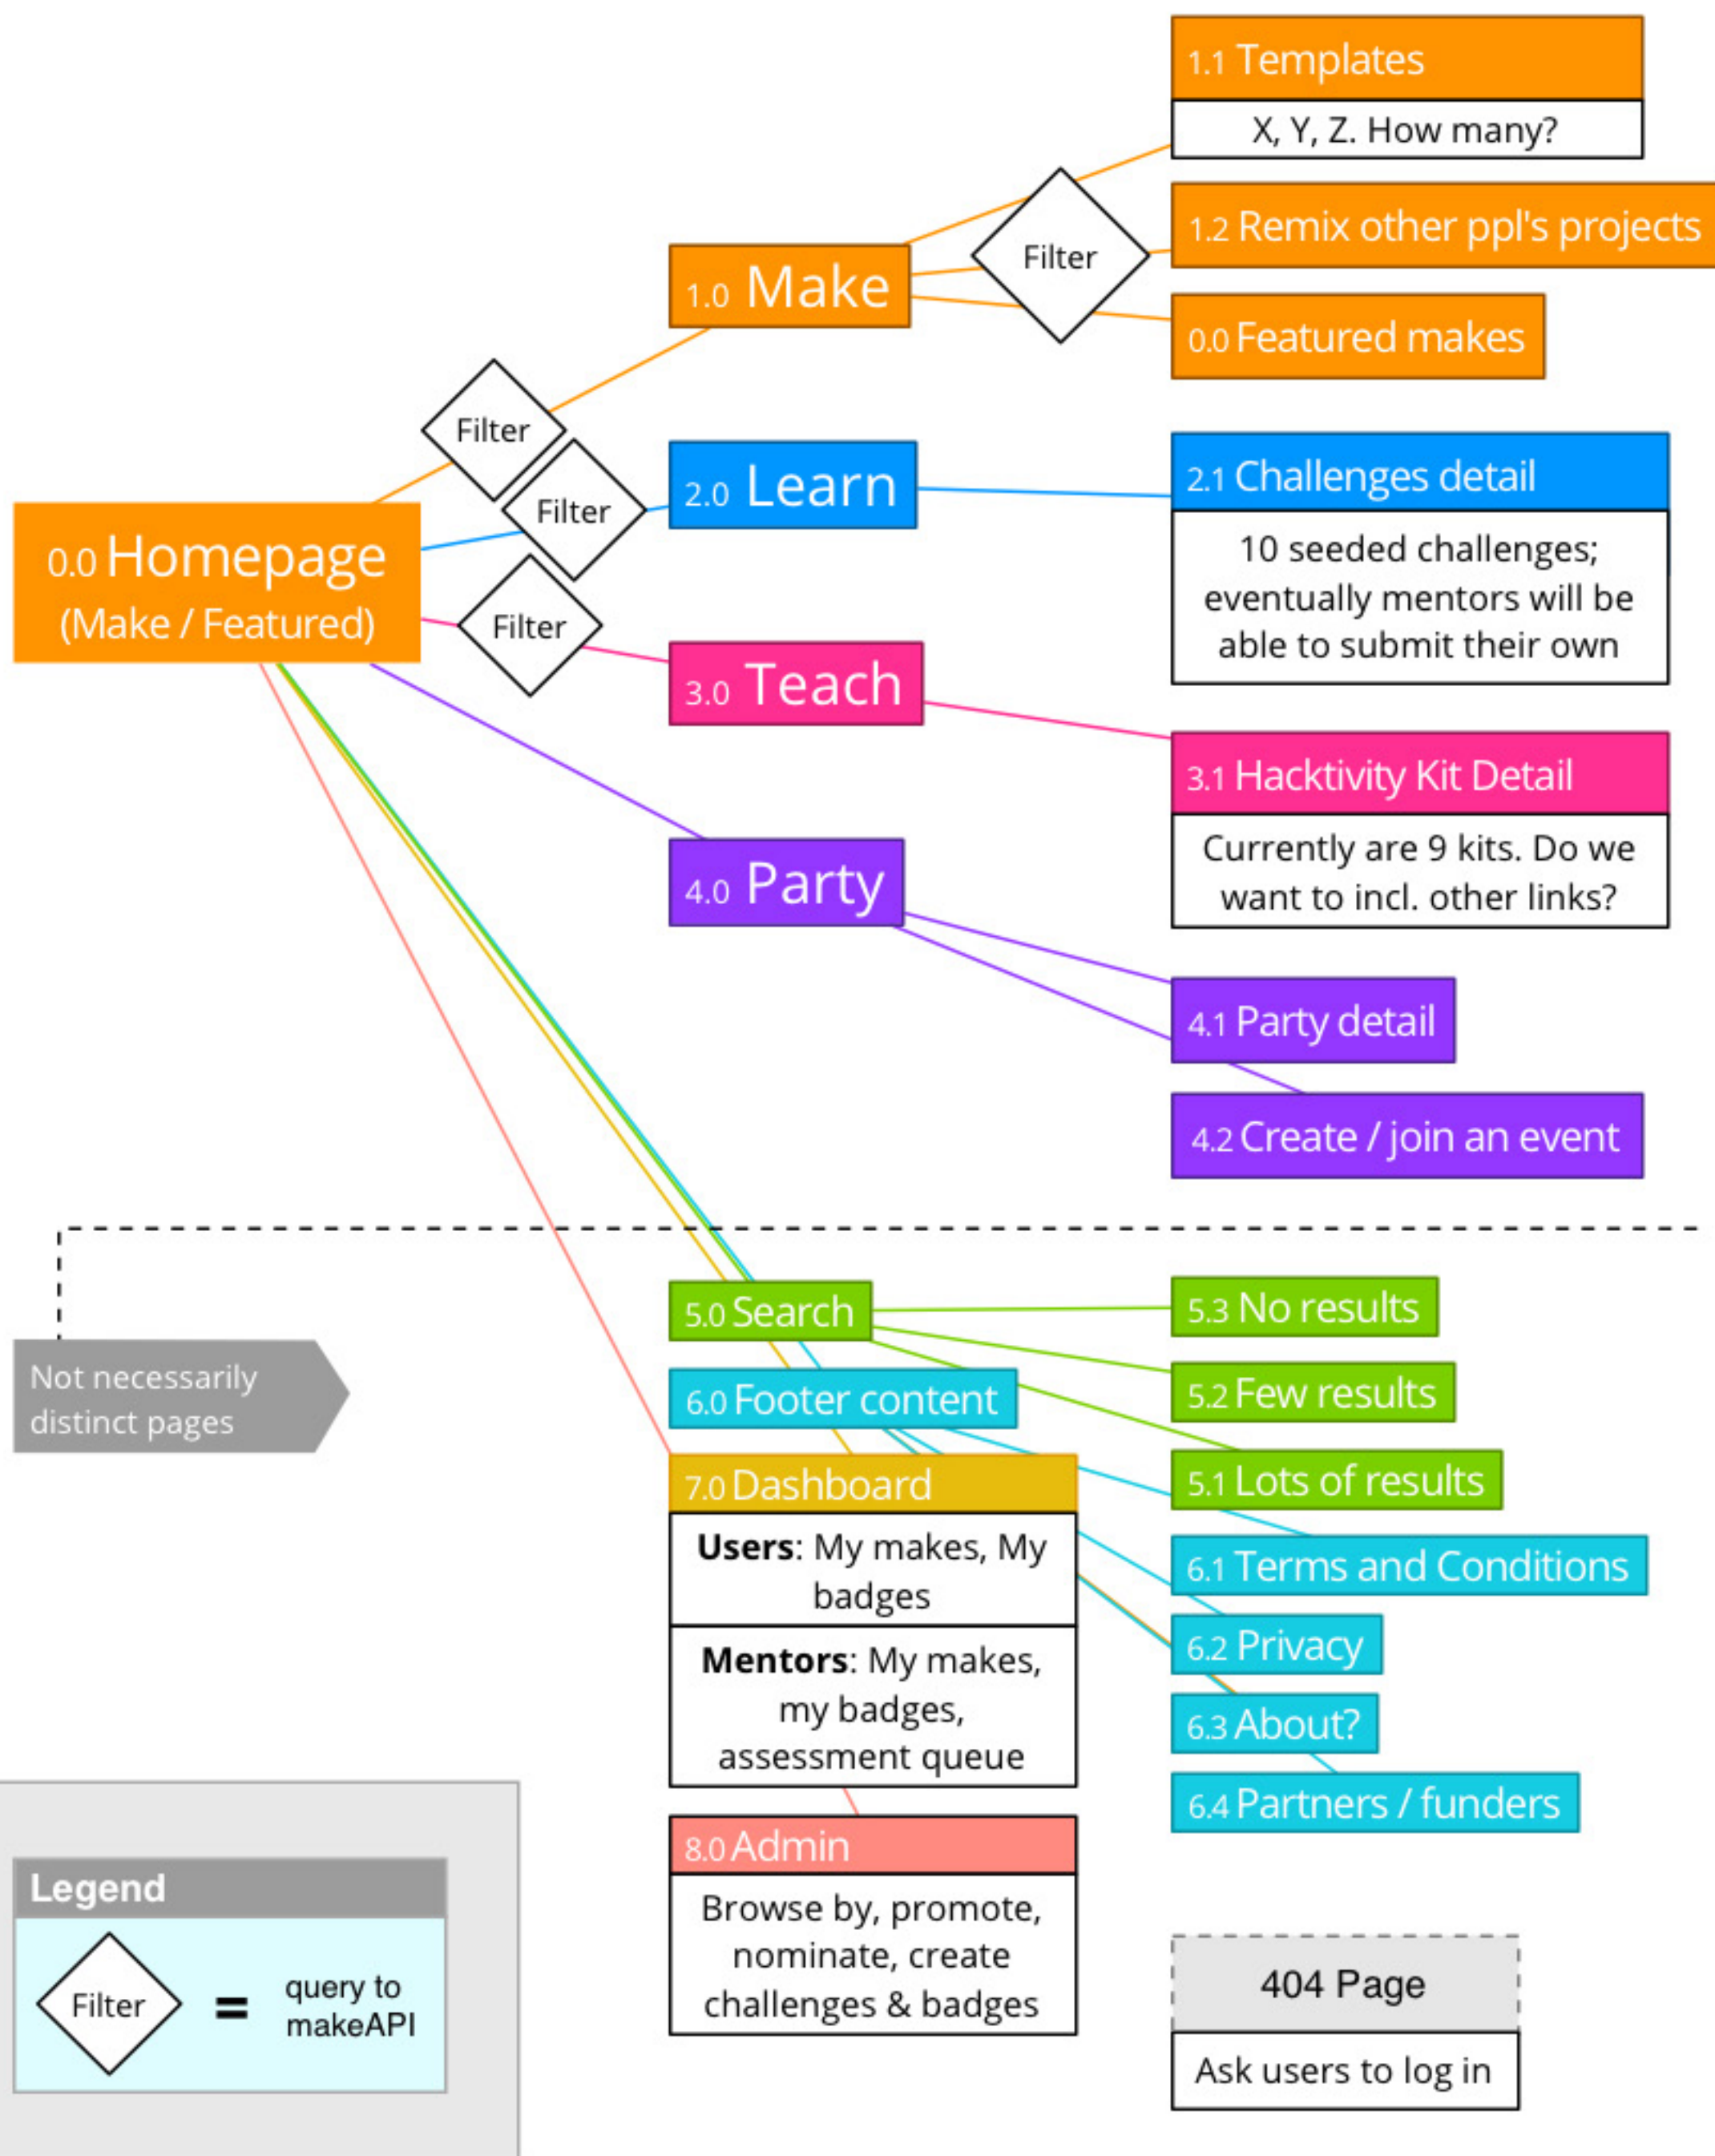 1.1 Templates
X, Y, Z. How many?
1.2 Remix other ppl's projects
Filter
1.0 Make
0.0 Featured makes
Filter
2.0 Learn
2.1 Challenges detail
Filter
10 seeded challenges;
eventually mentors will be
able to submit their own
0.0 Homepage
(Make / Featured)
Filter
3.0 Teach
3.1 Hacktivity Kit Detail
Currently are 9 kits. Do we
want to incl. other links?
4.0 Party
4.1 Party detail
4.2 Create / join an event
5.0 Search
5.3 No results
Not necessarily
distinct pages
6.0 Footer content
5.2 Few results
7.0 Dashboard
5.1 Lots of results
Users: My makes, My
badges
6.1 Terms and Conditions
Mentors: My makes,
my badges,
assessment queue
6.2 Privacy
6.3 About?
6.4 Partners / funders
8.0 Admin
Browse by, promote,
nominate, create
challenges & badges
Legend
Filter
=
query to
makeAPI
404 Page
Ask users to log in